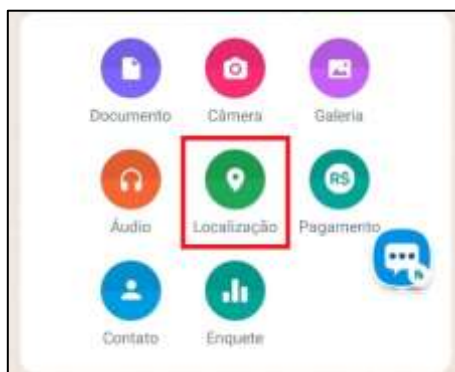 Documento Câmera Galeria
R$
Áudio Localização Pagamento
Contato Enquete